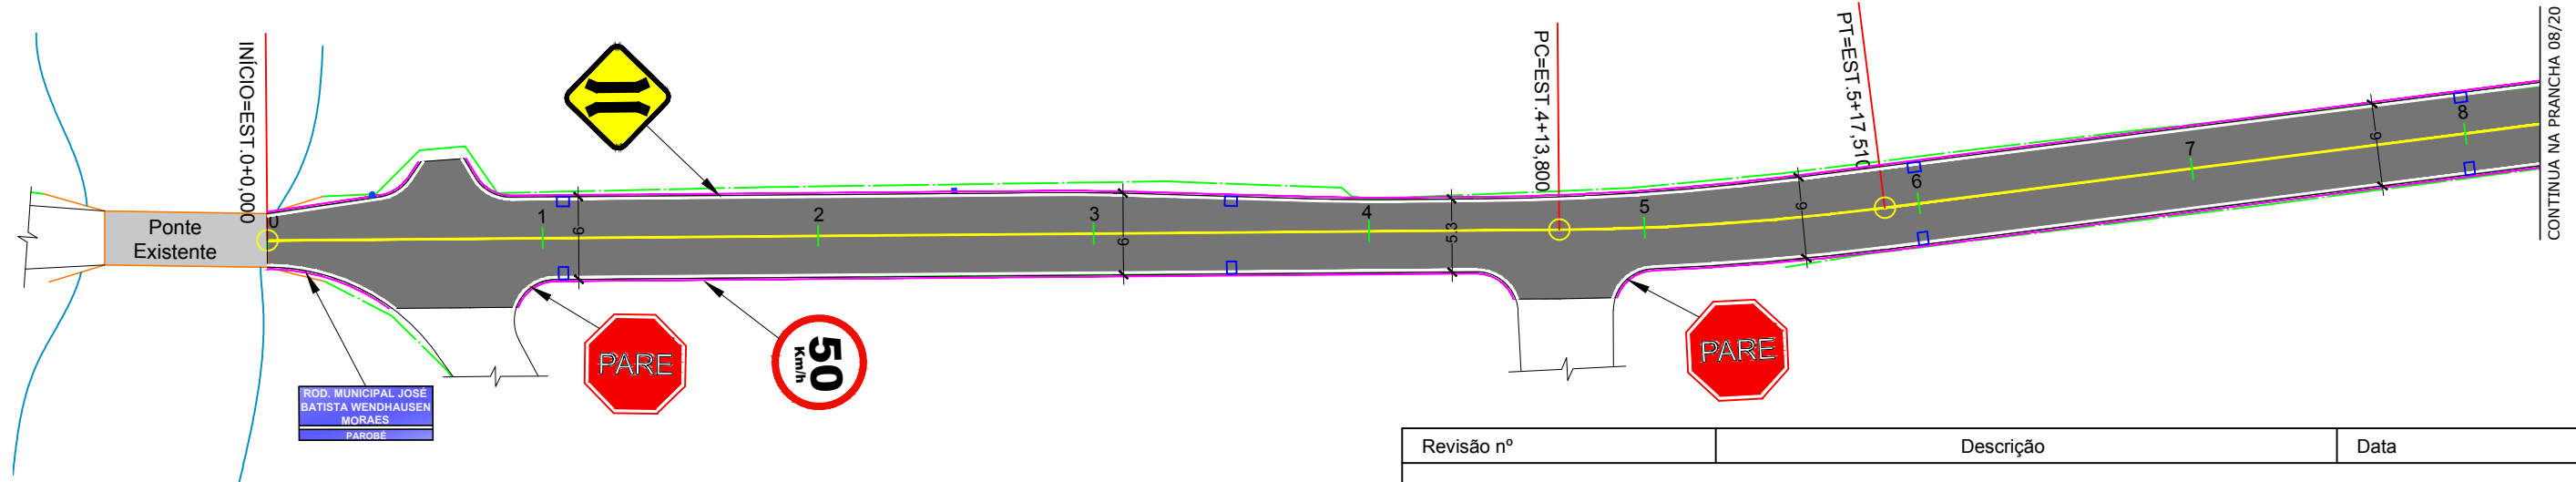 INÍCIO=EST.0+0,000
Ponte
Existente
0
1
2
3
4
5
6
7
8
6
6
5.3
6
6
PC=EST.4+13,800
PT=EST.5+17,510
CONTINUA NA PRANCHA 08/20
PARE
50
Km/h
PARE
ROD. MUNICIPAL JOSÉ
BATISTA WENDHAUSEN
MORAES
PAROBÉ
Revisão nº
Descrição
Data